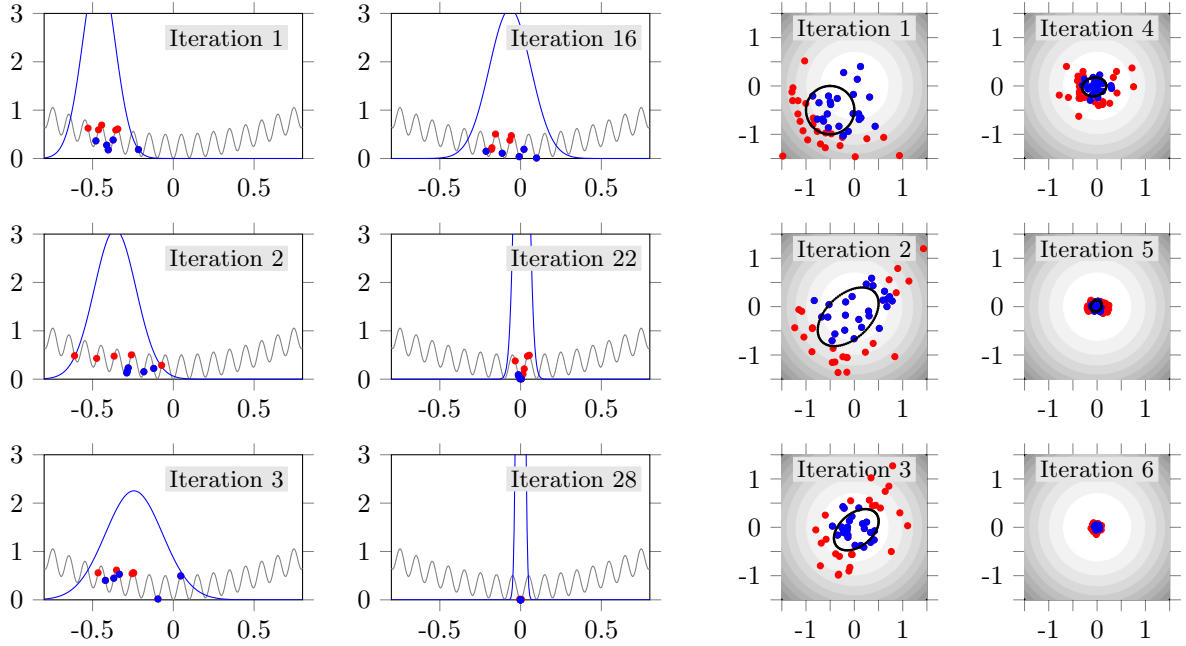 3
Iteration 1
2
1
0
-0.5 0 0.5
3
Iteration 16
2
1
0
-0.5 0 0.5
Iteration 1
1
0
-1
-1 0 1
Iteration 4
1
0
-1
-1 0 1
3
Iteration 2
2
1
0
-0.5 0 0.5
3
Iteration 22
2
1
0
-0.5 0 0.5
Iteration 2
1
0
-1
-1 0 1
Iteration 5
1
0
-1
-1 0 1
3
Iteration 3
2
1
0
-0.5 0 0.5
3
Iteration 28
2
1
0
-0.5 0 0.5
Iteration 3
1
0
-1
-1 0 1
Iteration 6
1
0
-1
-1 0 1